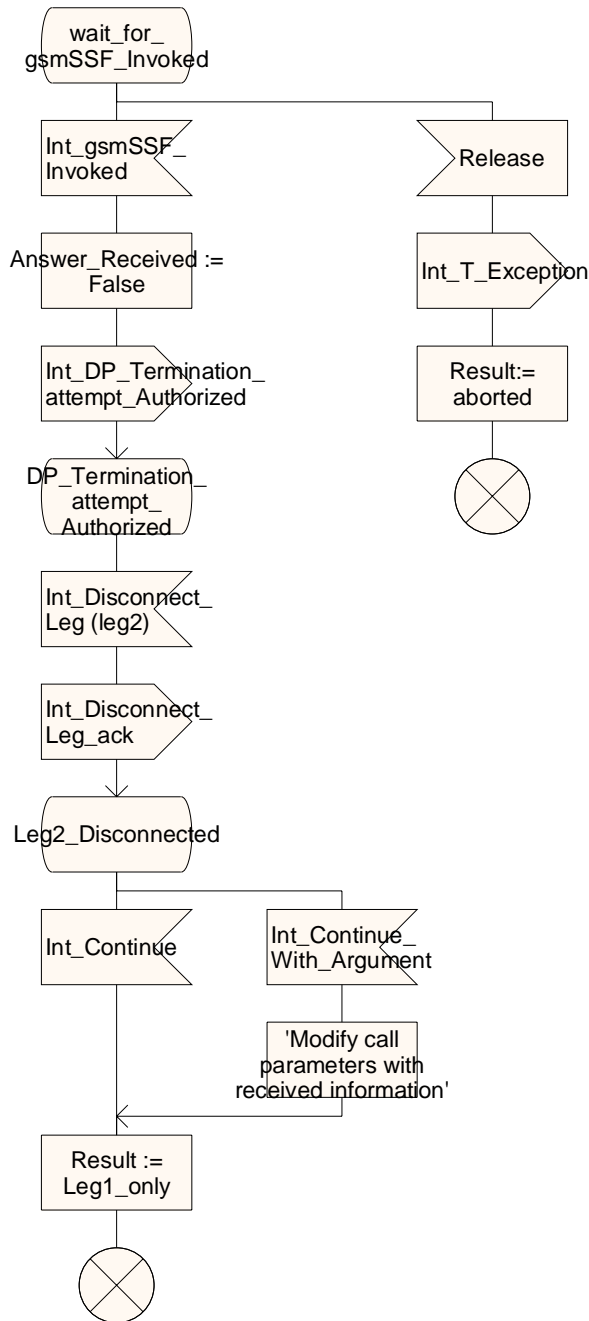 wait_for_
gsmSSF_Invoked
Int_gsmSSF_
Invoked
Release
Answer_Received :=
False
Int_T_Exception
Int_DP_Termination_
attempt_Authorized
Result:=
aborted
DP_Termination_
attempt_
Authorized
Int_Disconnect_
Leg (leg2)
Int_Disconnect_
Leg_ack
Leg2_Disconnected
Int_Continue
Int_Continue_
With_Argument
'Modify call
parameters with
received information'
Result :=
Leg1_only